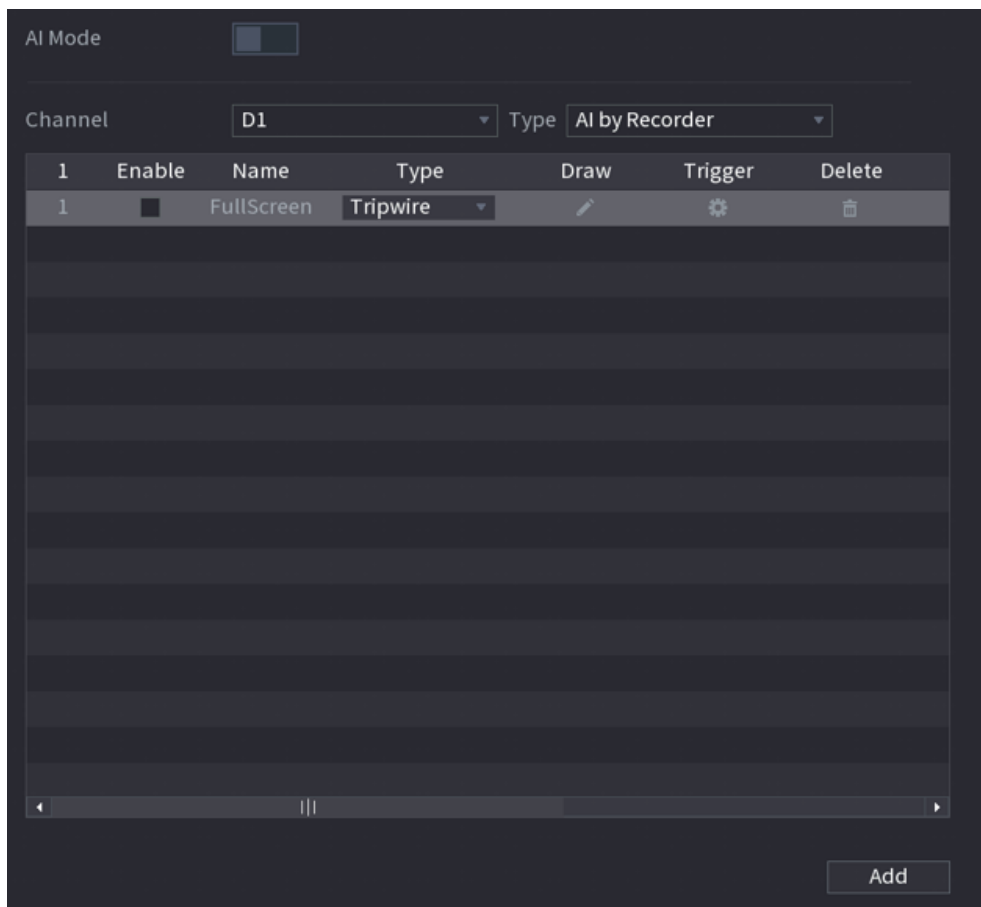 AI Mode
Channel D1 Type AI by Recorder
1 Enable Name Type Draw Trigger Delete
1 FullScreen Tripwire
Add